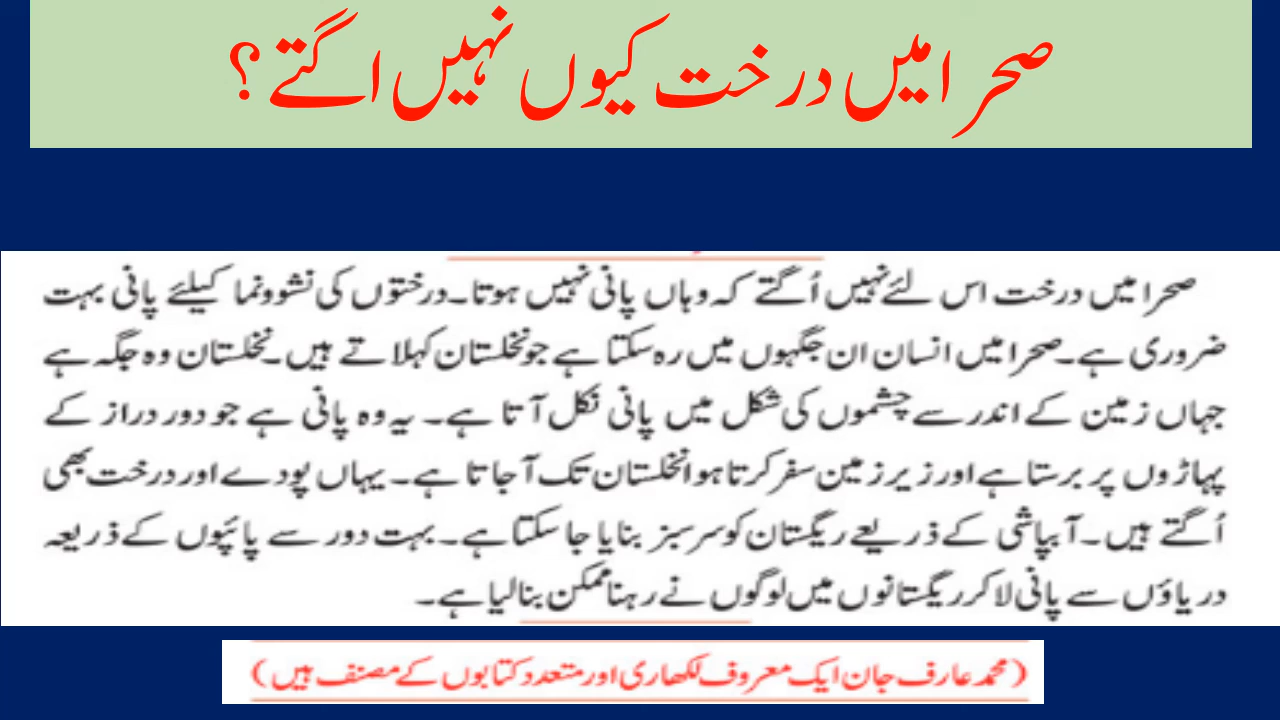 صحرا میں درخت کیوں نہیں اگتے؟
صحرا میں درخت اس لئے نہیں اُگتے کہ وہاں پانی نہیں ہوتا۔ درختوں کی نشوونما کیلئے پانی بہت
ضروری ہے۔ صحرا میں انسان ان جگہوں میں رہ سکتا ہے جو نخلستان کہلاتے ہیں۔ نخلستان وہ جگہ ہے
جہاں زمین کے اندر سے چشموں کی شکل میں پانی نکل آتا ہے۔ یہ وہ پانی ہے جو دور دراز کے
پہاڑوں پر برستا ہے اور زیر زمین سفر کرتا ہوا نخلستان تک آ جاتا ہے۔ یہاں پودے اور درخت بھی
اُگتے ہیں۔ آبپاشی کے ذریعے ریگستان کو سرسبز بنایا جا سکتا ہے۔ بہت دور سے پائپوں کے ذریعہ
دریاؤں سے پانی لا کر ریگستانوں میں لوگوں نے رہنا ممکن بنا لیا ہے۔
(محمد عارف جان ایک معروف لکھاری اور متعدد کتابوں کے مصنف ہیں)